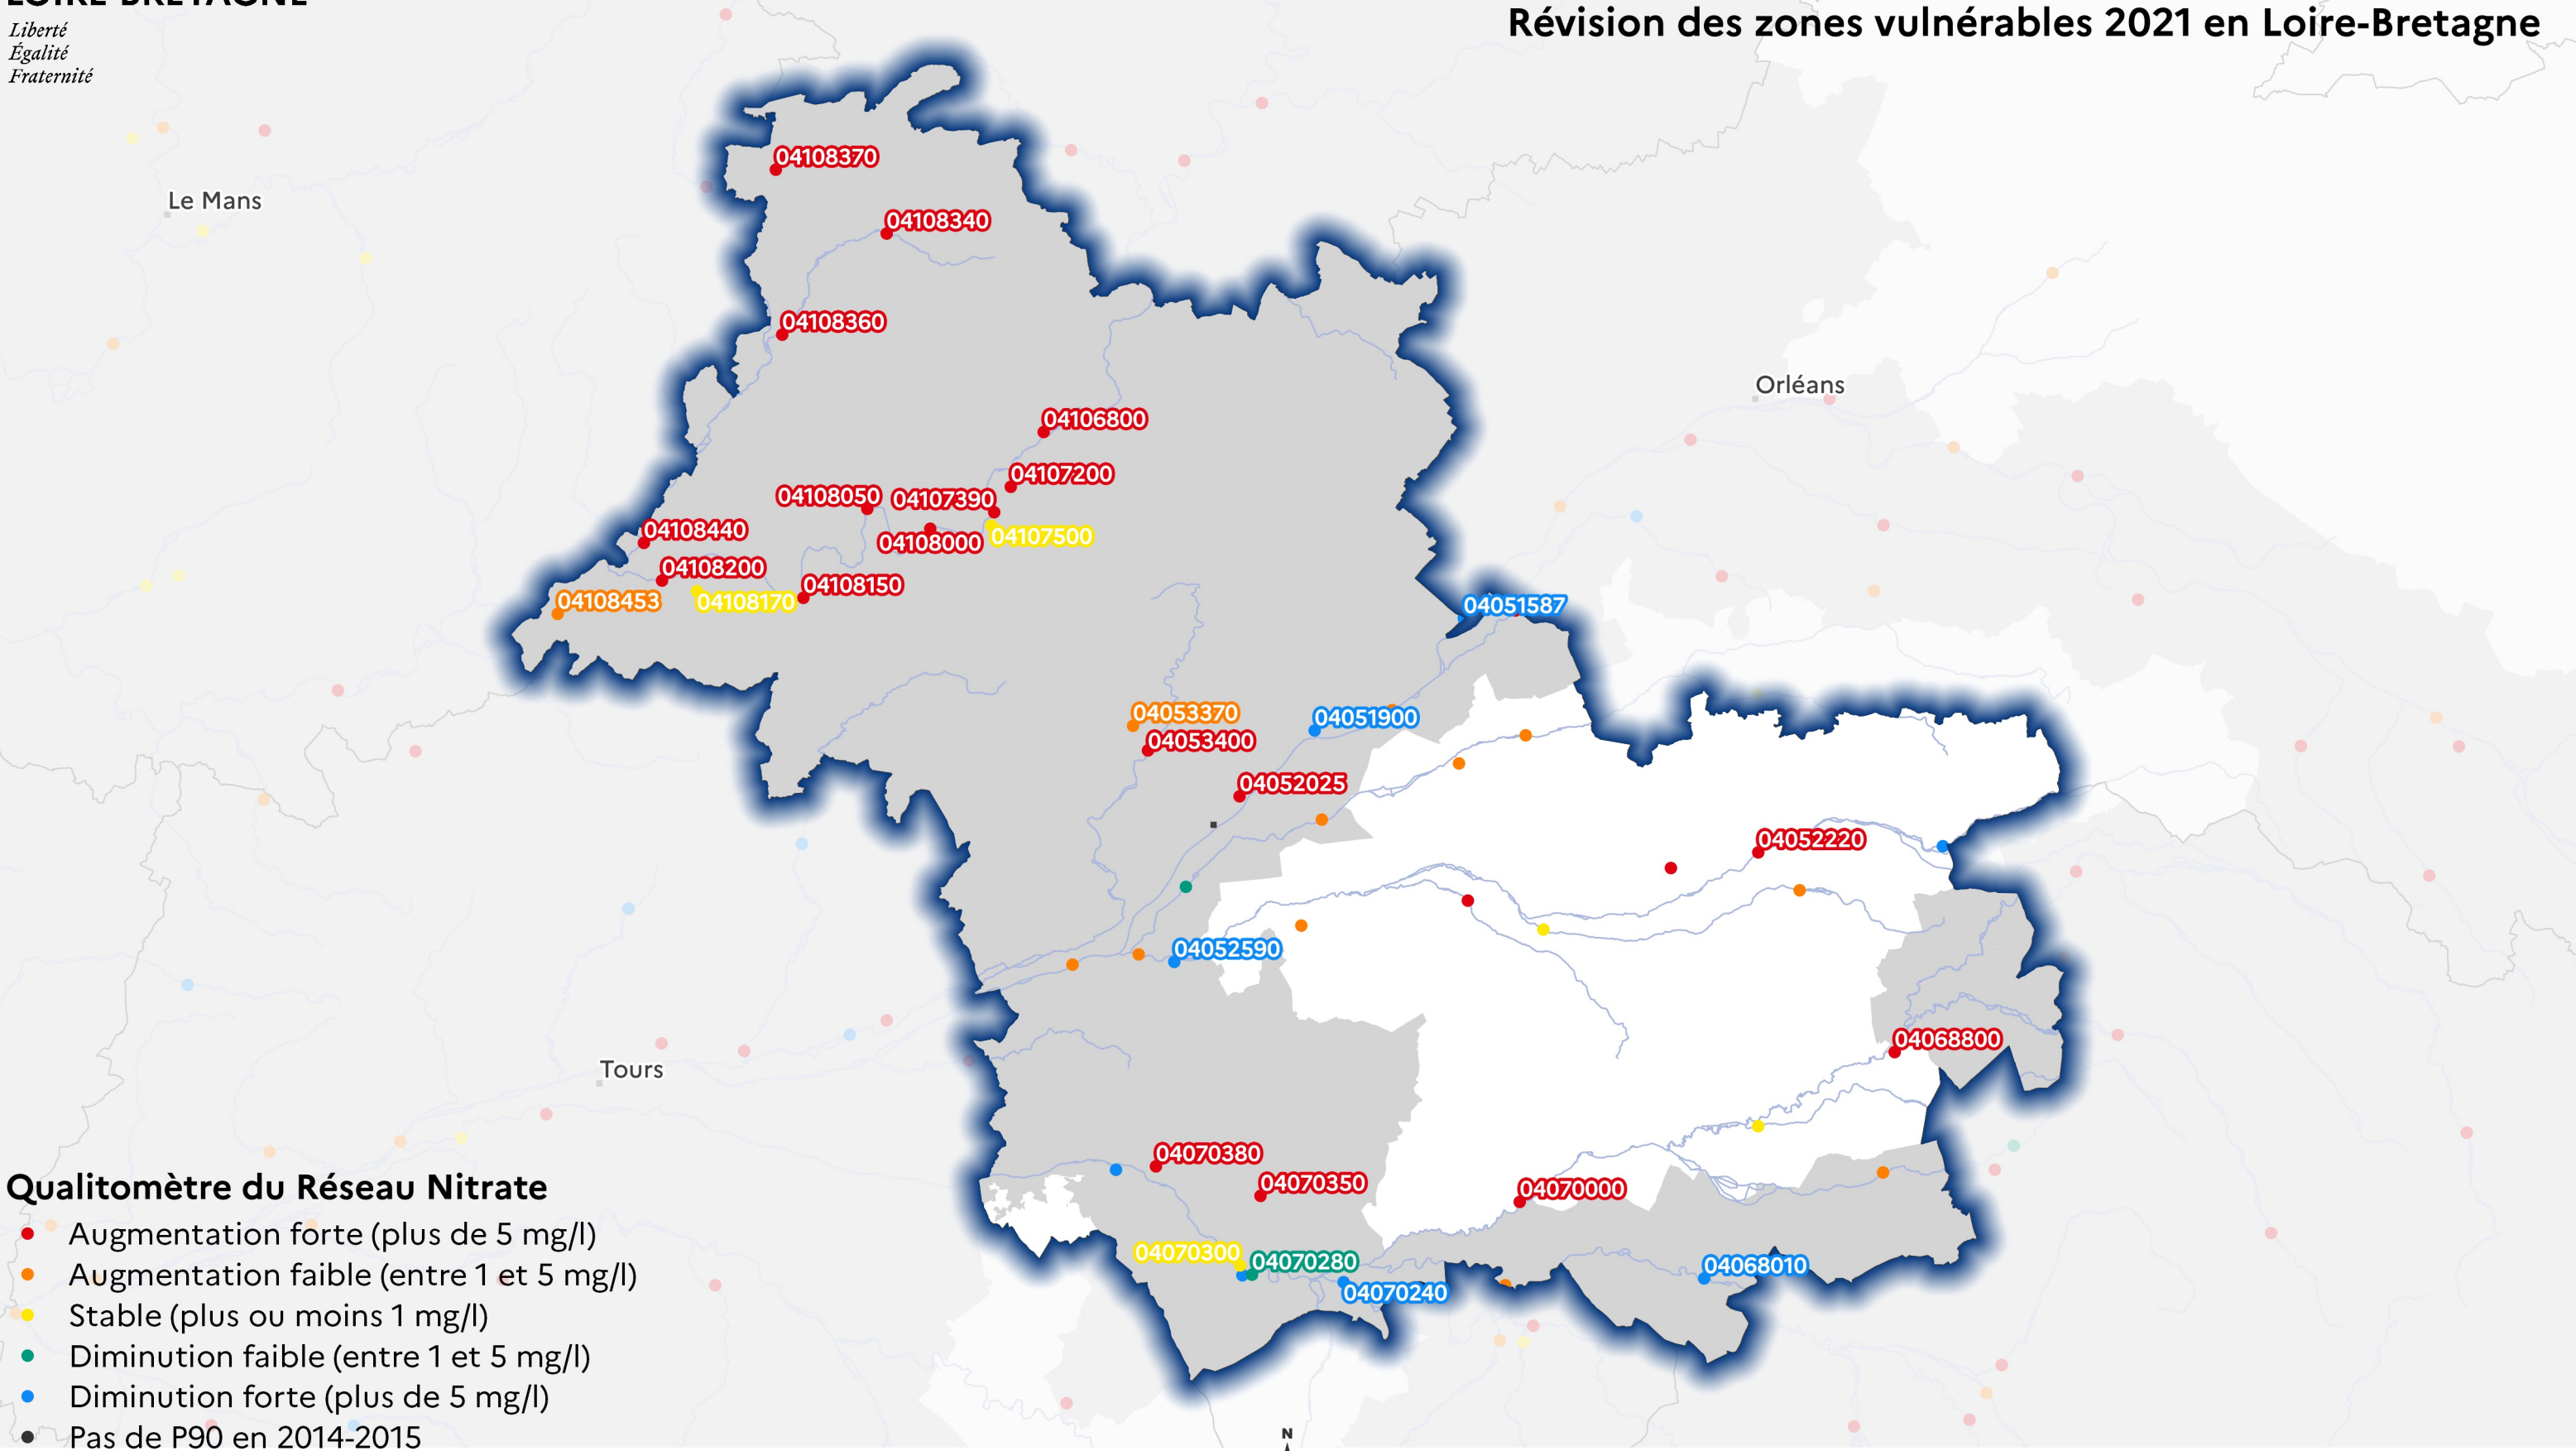 LOIRE-BRETAGNE
Liberté
Égalité
Fraternité
Révision des zones vulnérables 2021 en Loire-Bretagne
04108370
Le Mans
04108340
04108360
Orléans
04106800
04107200
04108050
04107390
04108440
04107500
04108000
04108200
04108150
04108453
04108170
04051587
04053370
04051900
04053400
04052025
04052220
04052590
04068800
Tours
04070380
04070350
04070000
04070300
04070280
04068010
04070240
Qualitomètre du Réseau Nitrate
Augmentation forte (plus de 5 mg/l)
Augmentation faible (entre 1 et 5 mg/l)
Stable (plus ou moins 1 mg/l)
Diminution faible (entre 1 et 5 mg/l)
Diminution forte (plus de 5 mg/l)
Pas de P90 en 2014-2015
N